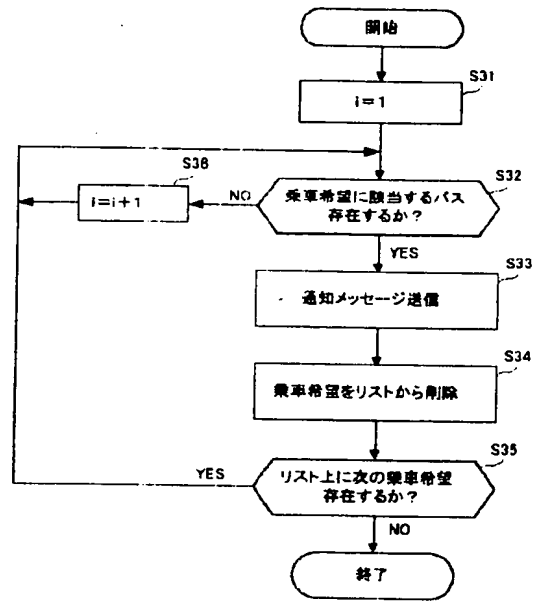 開始
S31
i=1
S36
i=i+1
NO
S32
乗車希望に該当するバス
存在するか？
YES
S33
通知メッセージ送信
S34
乗車希望をリストから削除
S35
YES
リスト上に次の乗車希望
存在するか？
NO
終了